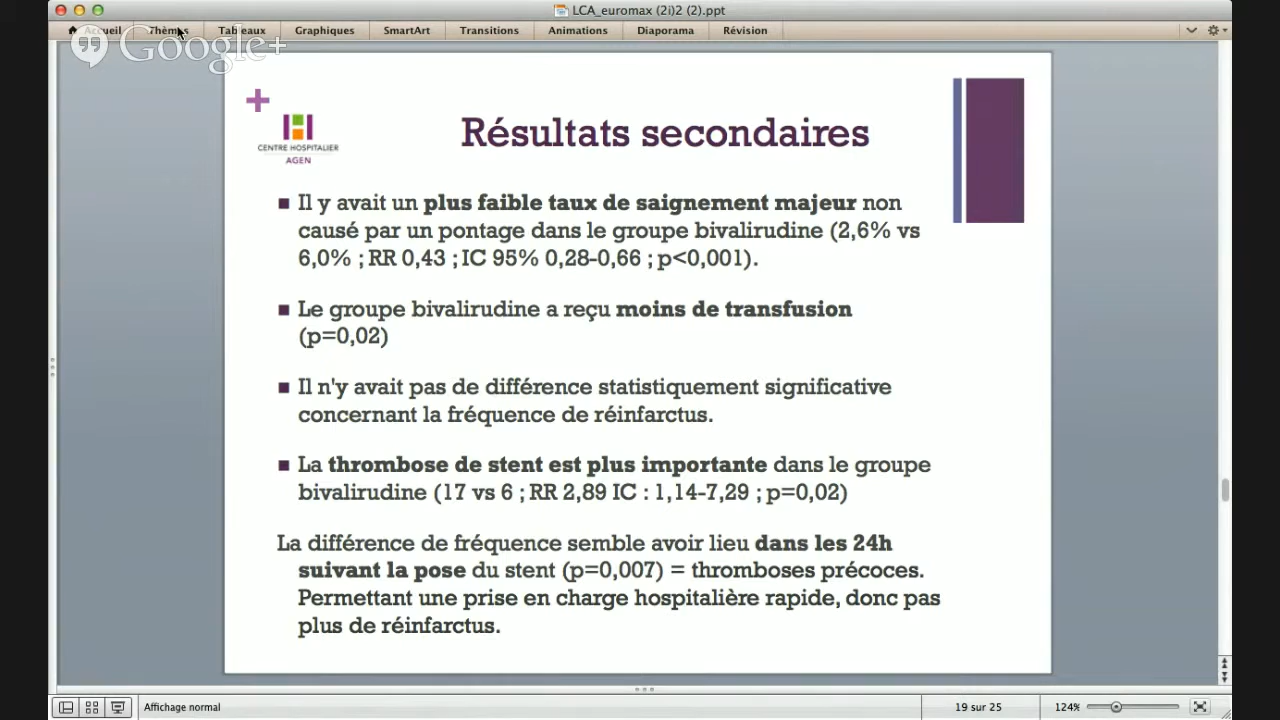 LCA_euromax (2i)2 (2).ppt
Accueil Thèmes Tableaux Graphiques SmartArt Transitions Animations Diaporama Révision
Google+
+
CENTRE HOSPITALIER
AGEN
Résultats secondaires
Il y avait un plus faible taux de saignement majeur non
causé par un pontage dans le groupe bivalirudine (2,6% vs
6,0% ; RR 0,43 ; IC 95% 0,28-0,66 ; p<0,001).
Le groupe bivalirudine a reçu moins de transfusion
(p=0,02)
Il n'y avait pas de différence statistiquement significative
concernant la fréquence de réinfarctus.
La thrombose de stent est plus importante dans le groupe
bivalirudine (17 vs 6 ; RR 2,89 IC : 1,14-7,29 ; p=0,02)
La différence de fréquence semble avoir lieu dans les 24h
suivant la pose du stent (p=0,007) = thromboses précoces.
Permettant une prise en charge hospitalière rapide, donc pas
plus de réinfarctus.
Affichage normal 19 sur 25 124%